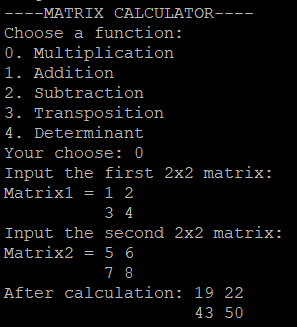 ----MATRIX CALCULATOR----
Choose a function:
0. Multiplication
1. Addition
2. Subtraction
3. Transposition
4. Determinant
Your choose: 0
Input the first 2x2 matrix:
Matrix1 = 1 2
3 4
Input the second 2x2 matrix:
Matrix2 = 5 6
7 8
After calculation: 19 22
43 50